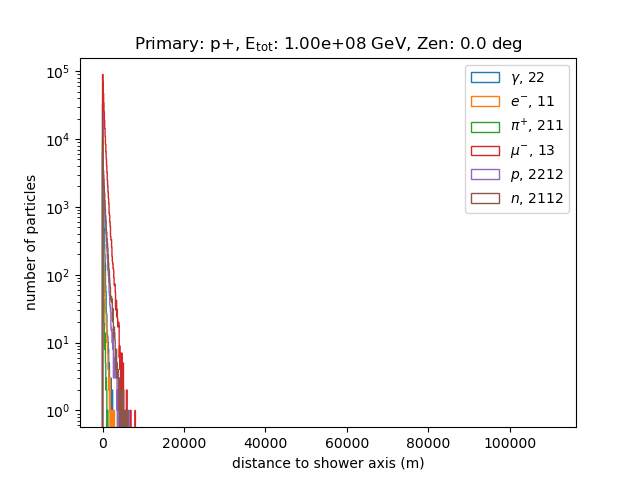 Primary: p+, E_tot: 1.00e+08 GeV, Zen: 0.0 deg
number of particles
10^5
10^4
10^3
10^2
10^1
10^0
γ, 22
e^−, 11
π^+, 211
μ^−, 13
p, 2212
n, 2112
0 20000 40000 60000 80000 100000
distance to shower axis (m)